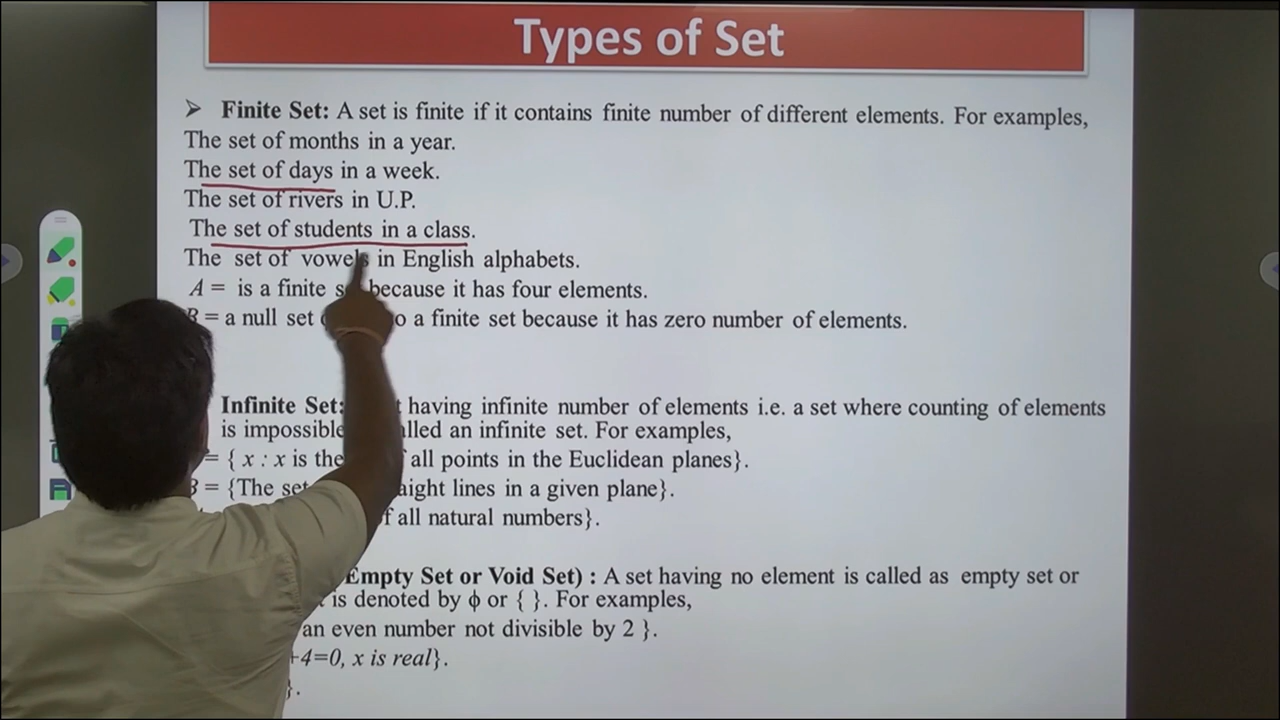 Types of Set
➢ Finite Set: A set is finite if it contains finite number of different elements. For examples,
The set of months in a year.
The set of days in a week.
The set of rivers in U.P.
The set of students in a class.
The set of vowels in English alphabets.
A = is a finite because it has four elements.
B = a null set a finite set because it has zero number of elements.
Infinite Set: having infinite number of elements i.e. a set where counting of elements
is impossible called an infinite set. For examples,
= { x : x is the all points in the Euclidean planes}.
B = {The set lines in a given plane}.
of all natural numbers}.
Empty Set or Void Set) : A set having no element is called as empty set or
is denoted by ϕ or { }. For examples,
an even number not divisible by 2 }.
+4=0, x is real}.
}.